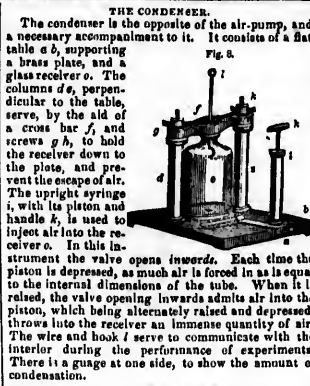 THE CONDENSER.
The condenser is the opposite of the air-pump, and
a necessary accompaniment to it. It consists of a flat
table a b, supporting
a brass plate, and a
glass receiver o. The
columns d e, perpen-
dicular to the table,
serve, by the aid of
a cross bar f, and
screws g h, to hold
the receiver down to
the plate, and pre-
vent the escape of air.
The upright syringe
i, with its piston and
handle k, is used to
inject air into the re-
ceiver o. In this in-
strument the valve opens inwards. Each time the
piston is depressed, as much air is forced in as is equal
to the internal dimensions of the tube. When it is
raised, the valve opening inwards admits air into the
piston, which being alternately raised and depressed
throws into the receiver an immense quantity of air
The wire and hook l serve to communicate with the
interior during the performance of experiments
There is a guage at one side, to show the amount o
condensation.
Fig. 8.
l
f
h
k
g
d
o
i
b
a